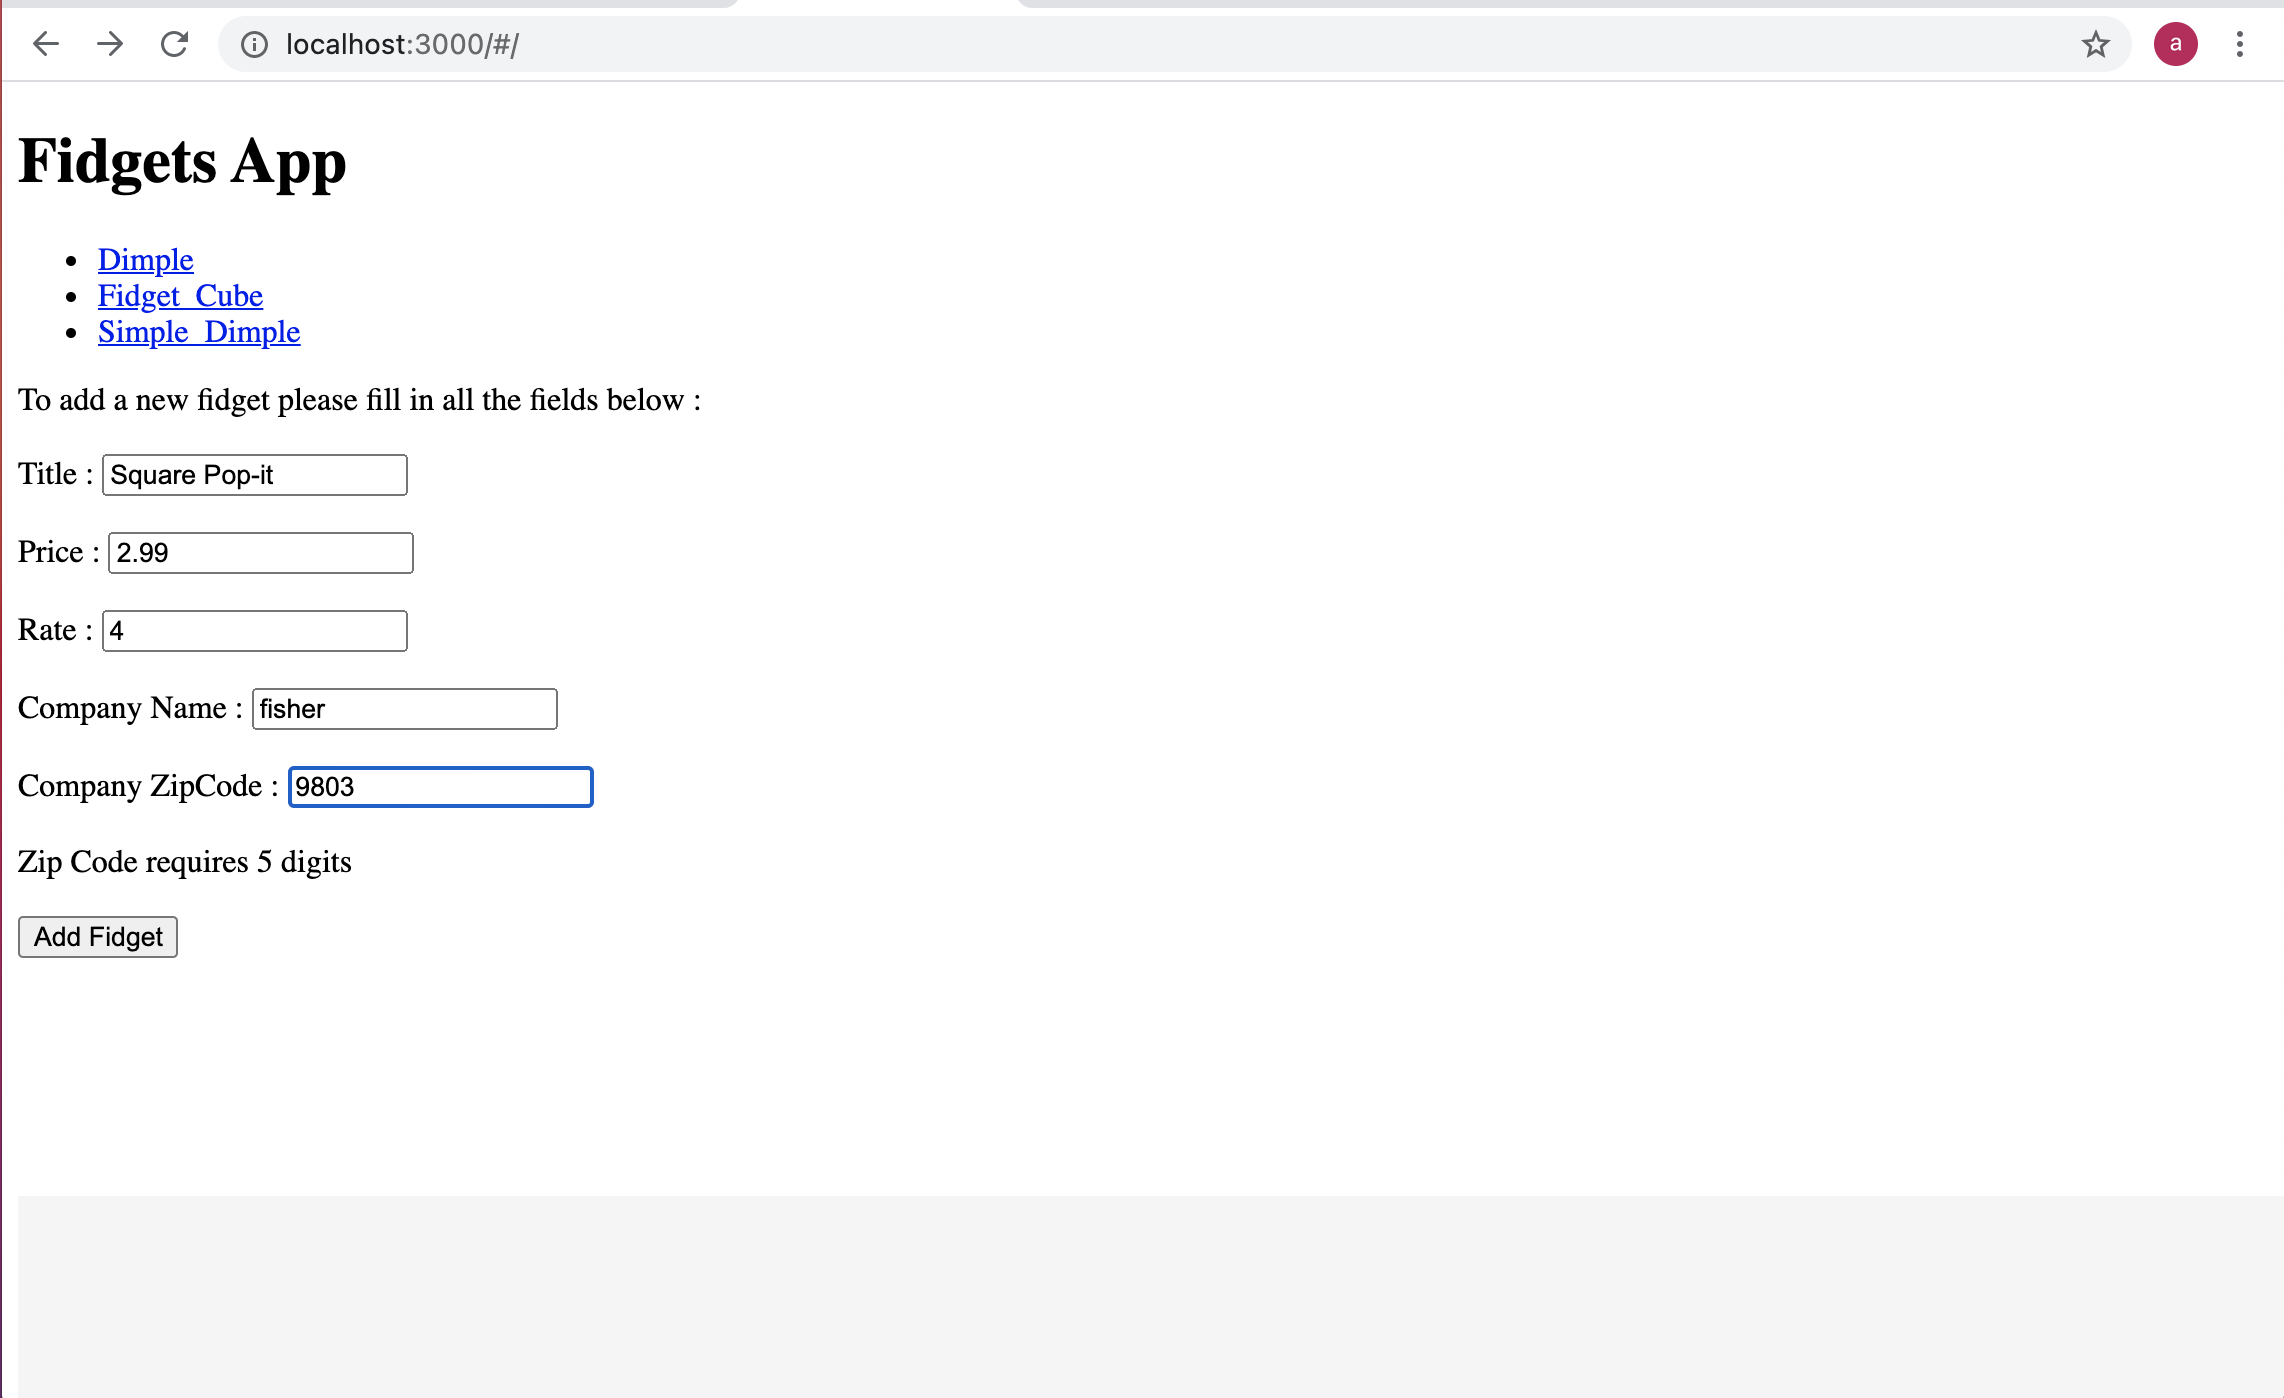 localhost:3000/#/
a
Fidgets App
Dimple
Fidget_Cube
Simple_Dimple
To add a new fidget please fill in all the fields below :
Title : Square Pop-it
Price : 2.99
Rate : 4
Company Name : fisher
Company ZipCode : 9803
Zip Code requires 5 digits
Add Fidget